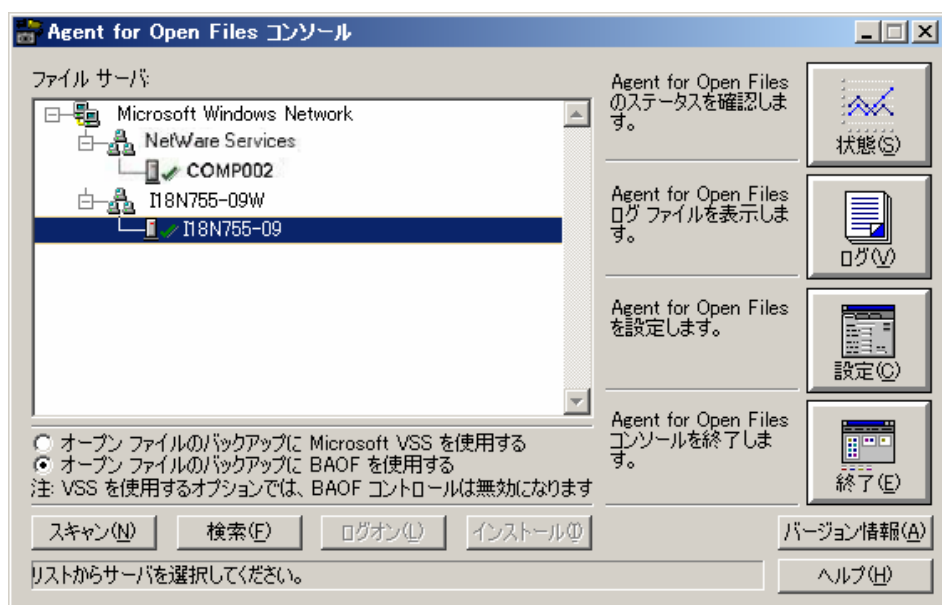 Agent for Open Files コンソール
ファイル サーバ:
Microsoft Windows Network
NetWare Services
COMP002
I18N755-09W
I18N755-09
Agent for Open Files
のステータスを確認しま
す。
状態(S)
Agent for Open Files
ログ ファイルを表示しま
す。
ログ(V)
Agent for Open Files
を設定します。
設定(C)
Agent for Open Files
コンソールを終了しま
す。
終了(E)
オープン ファイルのバックアップに Microsoft VSS を使用する
オープン ファイルのバックアップに BAOF を使用する
注: VSS を使用するオプションでは、BAOF コントロールは無効になります
スキャン(N)
検索(F)
ログオン(L)
インストール(I)
バージョン情報(A)
リストからサーバを選択してください。
ヘルプ(H)